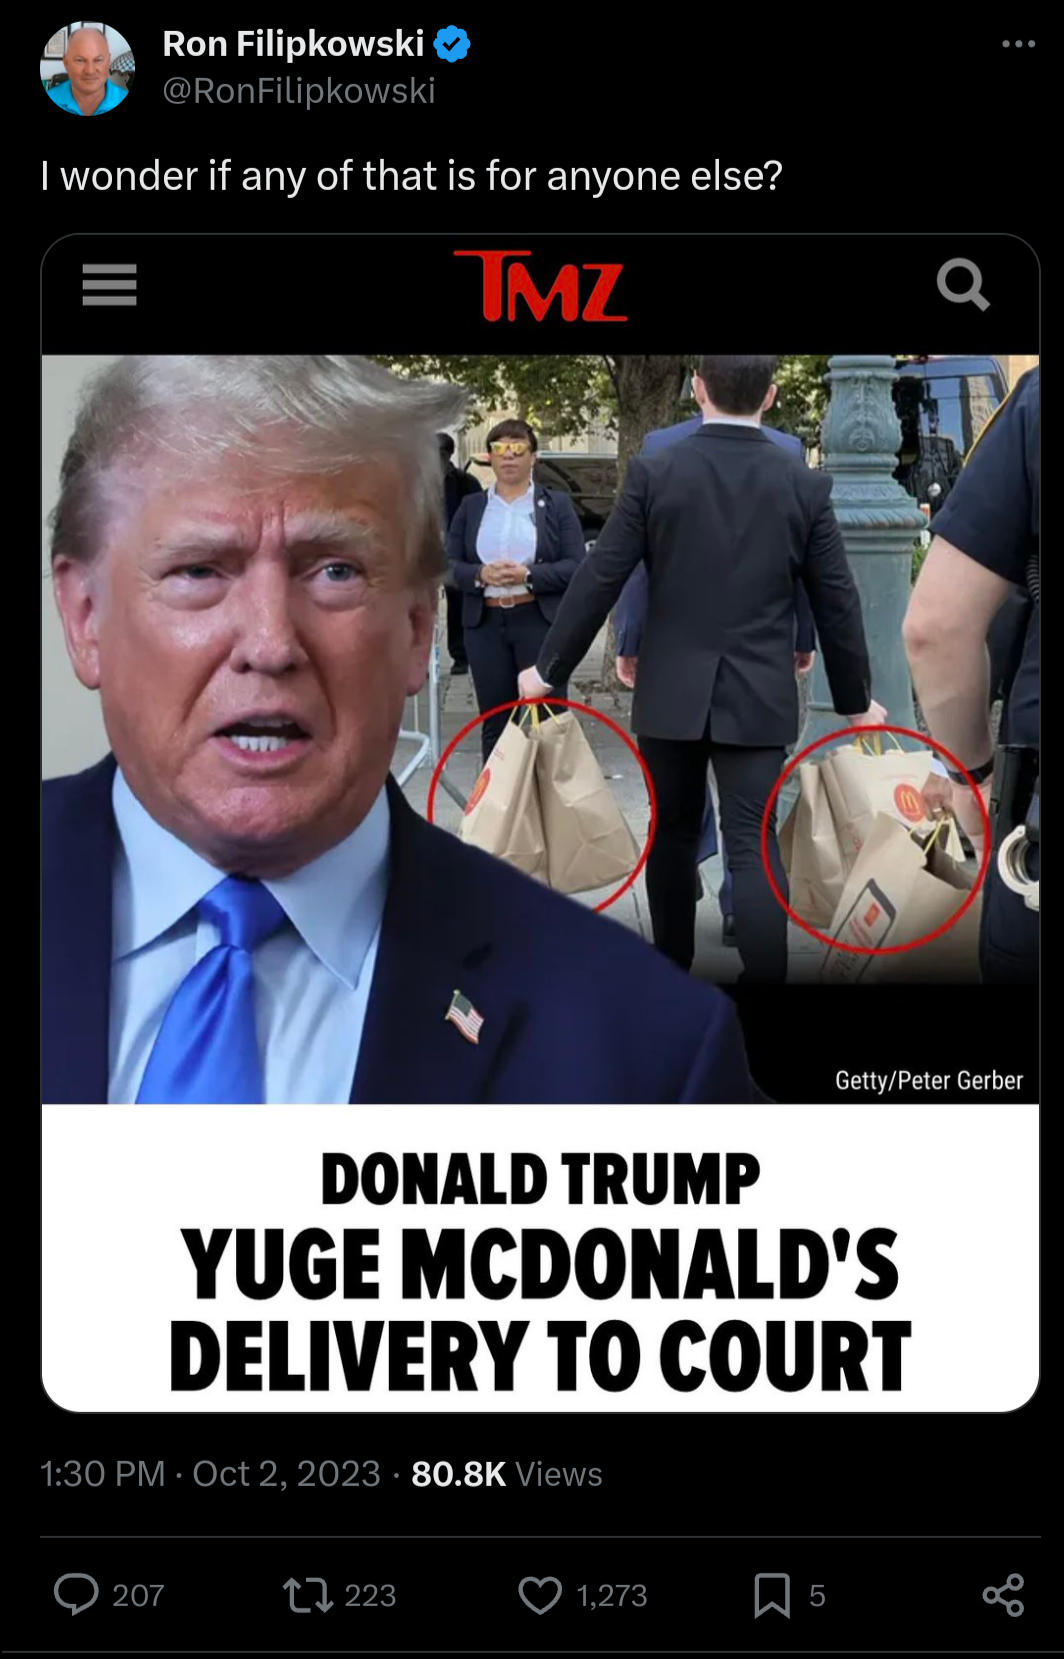 Ron Filipkowski
@RonFilipkowski
I wonder if any of that is for anyone else?
TMZ
Getty/Peter Gerber
DONALD TRUMP
YUGE MCDONALD'S
DELIVERY TO COURT
1:30 PM · Oct 2, 2023 · 80.8K Views
207 223 1,273 5